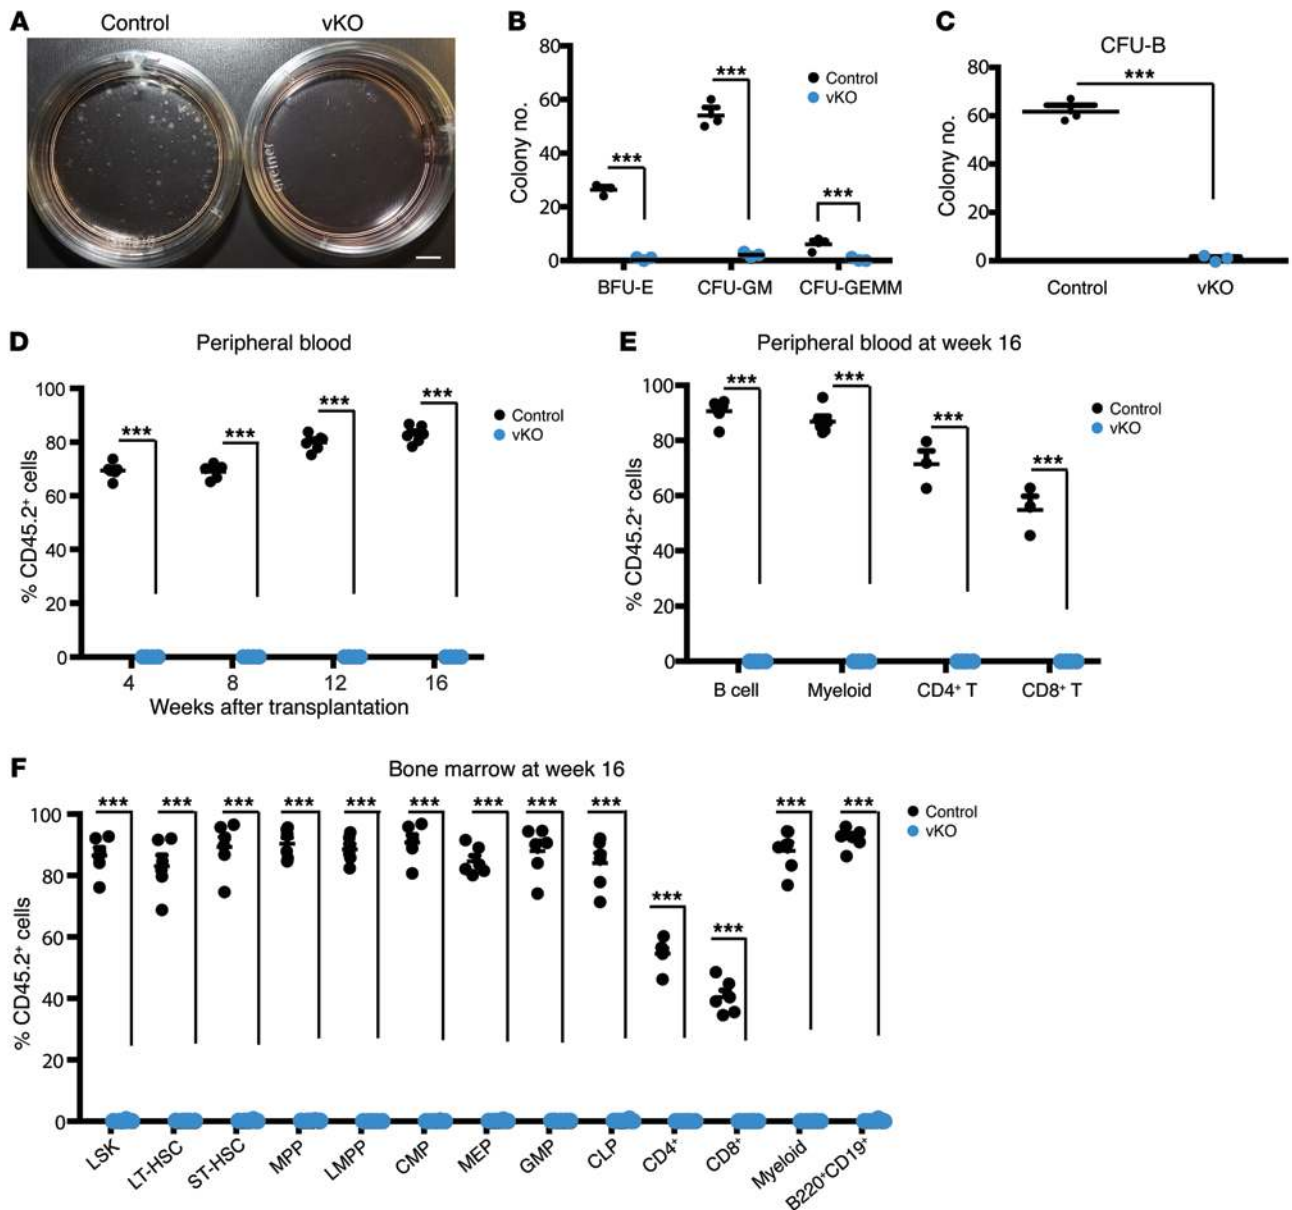 A
Control
vKO
greiner
B
80
60
40
20
0
Colony no.
***
***
***
Control
vKO
BFU-E
CFU-GM
CFU-GEMM
C
CFU-B
80
60
40
20
0
Colony no.
***
Control
vKO
D
Peripheral blood
100
80
60
40
20
0
% CD45.2⁺ cells
***
***
***
***
Control
vKO
4
8
12
16
Weeks after transplantation
E
Peripheral blood at week 16
100
80
60
40
20
0
% CD45.2⁺ cells
***
***
***
***
Control
vKO
B cell
Myeloid
CD4⁺ T
CD8⁺ T
F
Bone marrow at week 16
100
80
60
40
20
0
% CD45.2⁺ cells
***
***
***
***
***
***
***
***
***
***
***
***
***
Control
vKO
LSK
LT-HSC
ST-HSC
MPP
LMPP
CMP
MEP
GMP
CLP
CD4⁺
CD8⁺
Myeloid
B220⁺CD19⁺